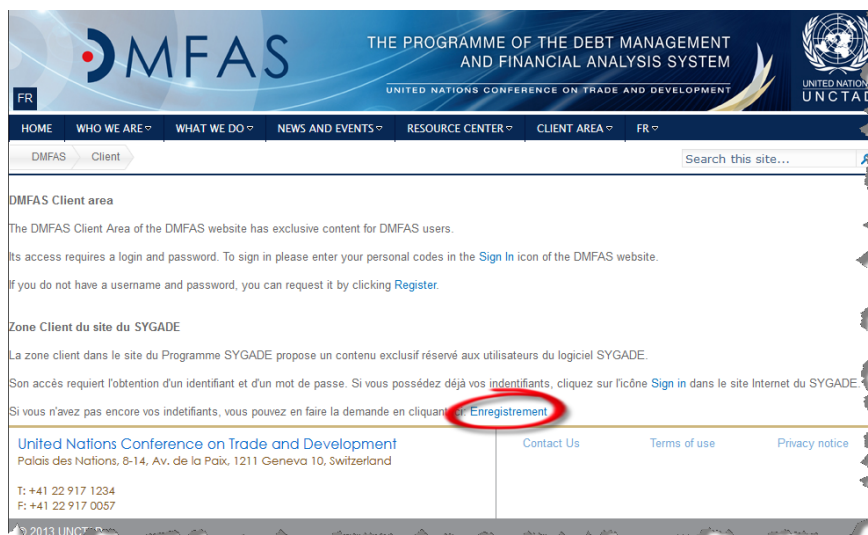 DMFAS
THE PROGRAMME OF THE DEBT MANAGEMENT
AND FINANCIAL ANALYSIS SYSTEM
UNITED NATIONS CONFERENCE ON TRADE AND DEVELOPMENT
UNITED NATION
UNCTAD
FR
HOME WHO WE ARE WHAT WE DO NEWS AND EVENTS RESOURCE CENTER CLIENT AREA FR
DMFAS Client Search this site...
DMFAS Client area
The DMFAS Client Area of the DMFAS website has exclusive content for DMFAS users.
Its access requires a login and password. To sign in please enter your personal codes in the Sign In icon of the DMFAS website.
If you do not have a username and password, you can request it by clicking Register.
Zone Client du site du SYGADE
La zone client dans le site du Programme SYGADE propose un contenu exclusif réservé aux utilisateurs du logiciel SYGADE.
Son accès requiert l'obtention d'un identifiant et d'un mot de passe. Si vous possédez déjà vos indentifiants, cliquez sur l'icône Sign in dans le site Internet du SYGADE.
Si vous n'avez pas encore vos indetifiants, vous pouvez en faire la demande en cliquant ci: Enregistrement
United Nations Conference on Trade and Development
Palais des Nations, 8-14, Av. de la Paix, 1211 Geneva 10, Switzerland
T: +41 22 917 1234
F: +41 22 917 0057
Contact Us Terms of use Privacy notice
© 2013